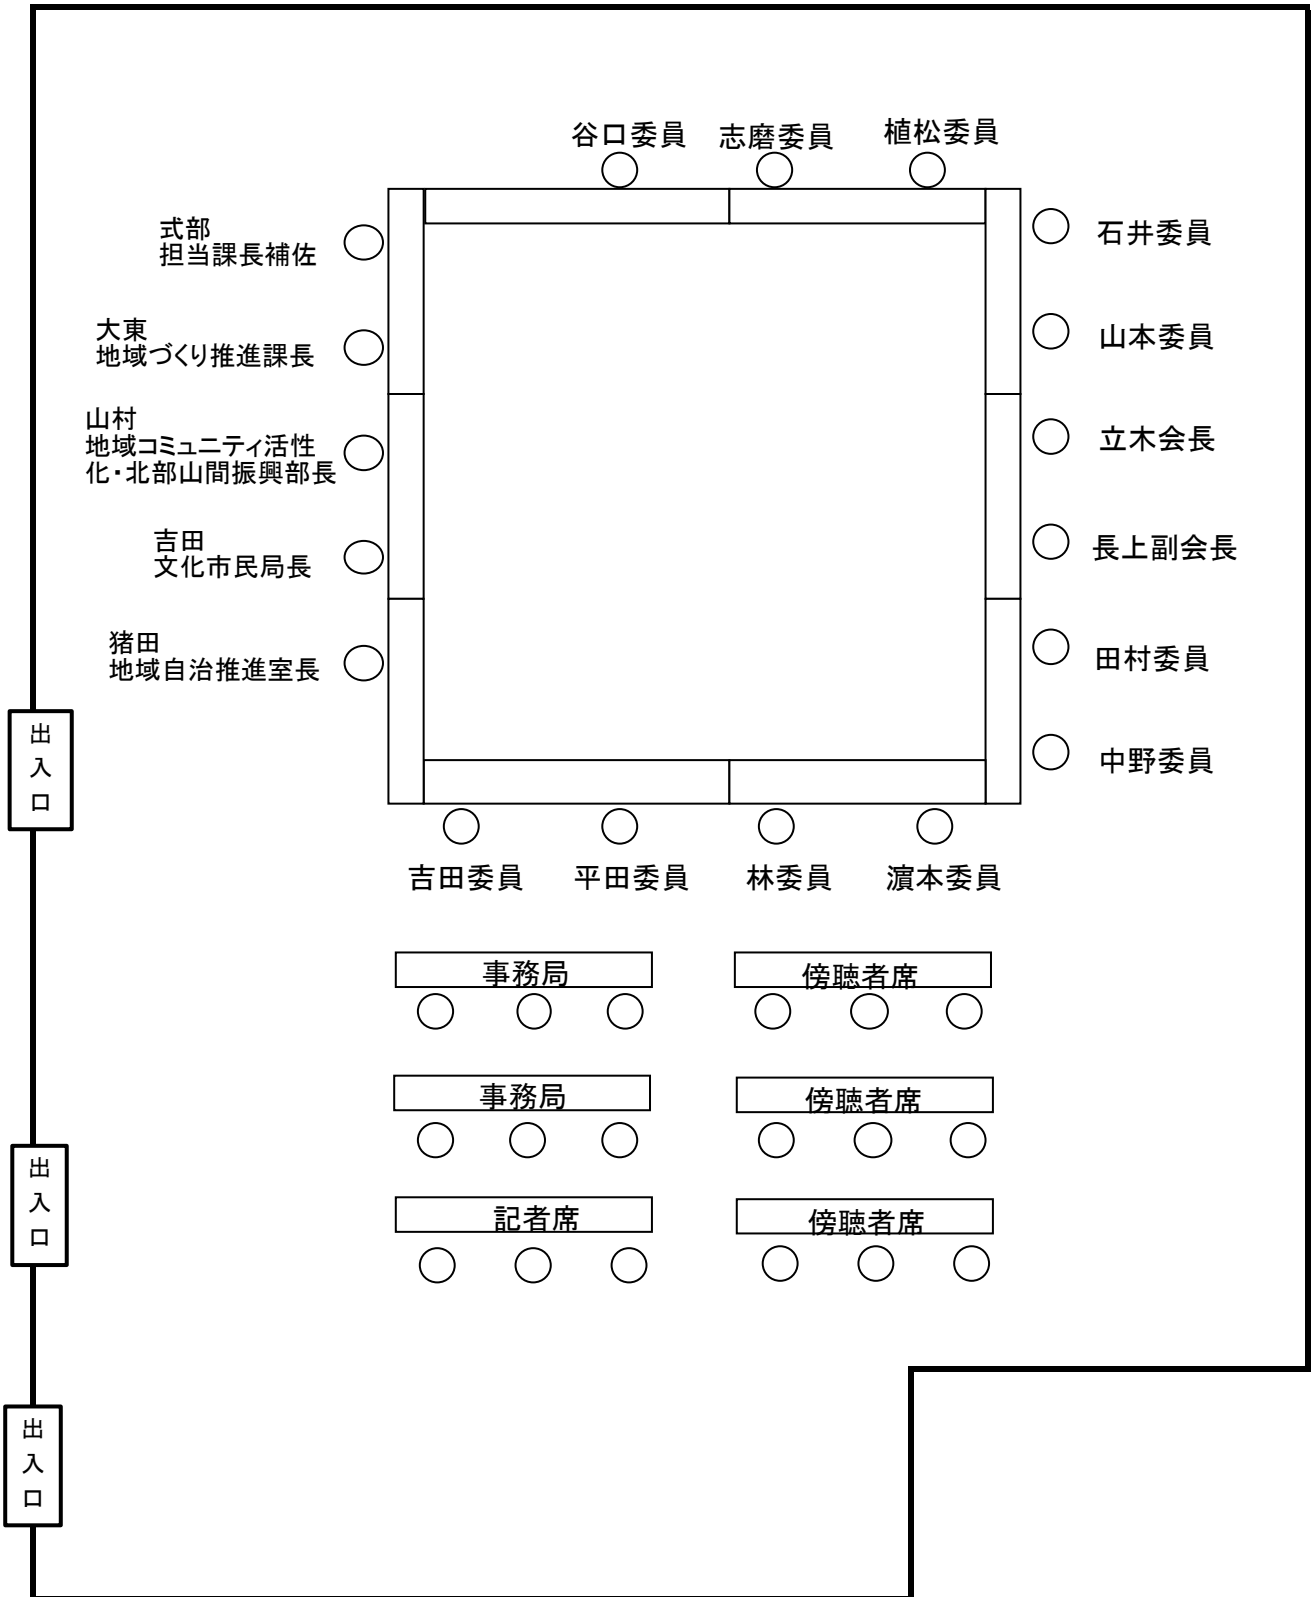 谷口委員
志磨委員
植松委員
式部
担当課長補佐
石井委員
大東
地域づくり推進課長
山本委員
山村
地域コミュニティ活性
化・北部山間振興部長
立木会長
吉田
文化市民局長
長上副会長
猪田
地域自治推進室長
田村委員
出
入
口
中野委員
吉田委員
平田委員
林委員
濵本委員
事務局
傍聴者席
事務局
傍聴者席
出
入
口
記者席
傍聴者席
出
入
口